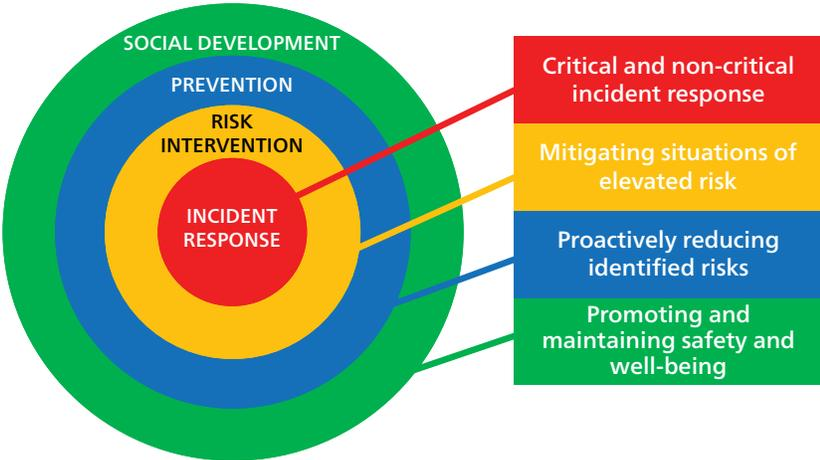 SOCIAL DEVELOPMENT
PREVENTION
RISK
INTERVENTION
INCIDENT
RESPONSE
Critical and non-critical
incident response
Mitigating situations of
elevated risk
Proactively reducing
identified risks
Promoting and
maintaining safety and
well-being